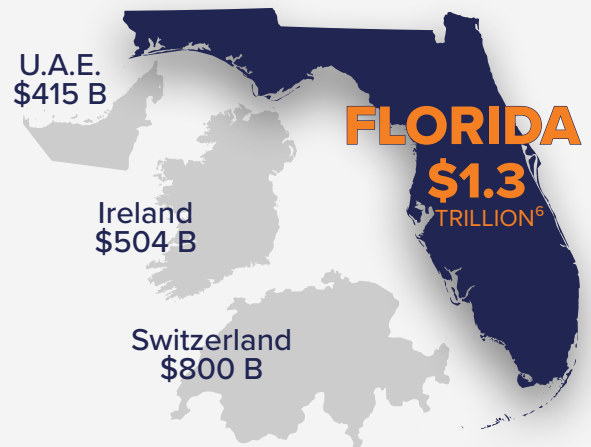 U.A.E.
$415 B
FLORIDA
$1.3
TRILLION⁶
Ireland
$504 B
Switzerland
$800 B